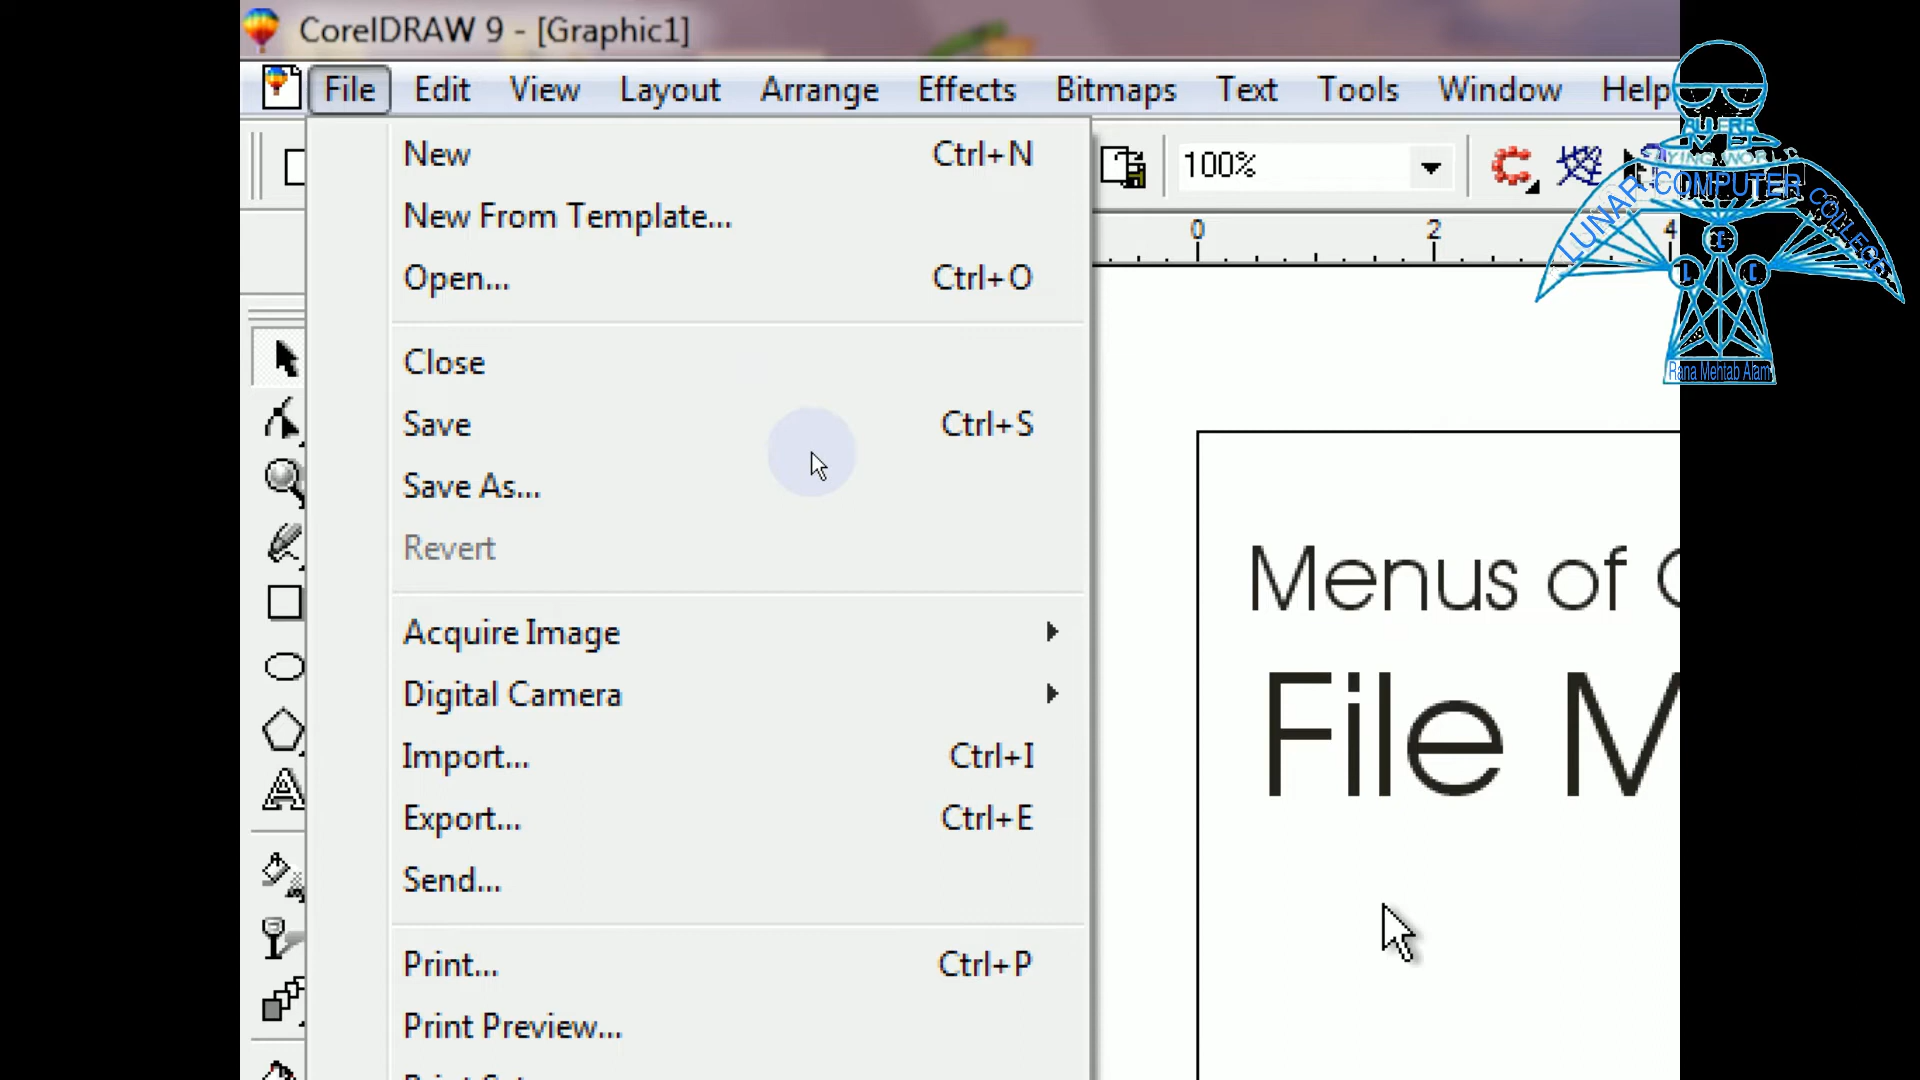 CorelDRAW 9 - [Graphic1]
File Edit View Layout Arrange Effects Bitmaps Text Tools Window Help
New Ctrl+N
New From Template...
Open... Ctrl+O
Close
Save Ctrl+S
Save As...
Revert
Acquire Image
Digital Camera
Import... Ctrl+I
Export... Ctrl+E
Send...
Print... Ctrl+P
Print Preview...
100%
0 2 4
Menus of
File M
LUNAR COMPUTER COLLEGE
Rana Mehtab Alam